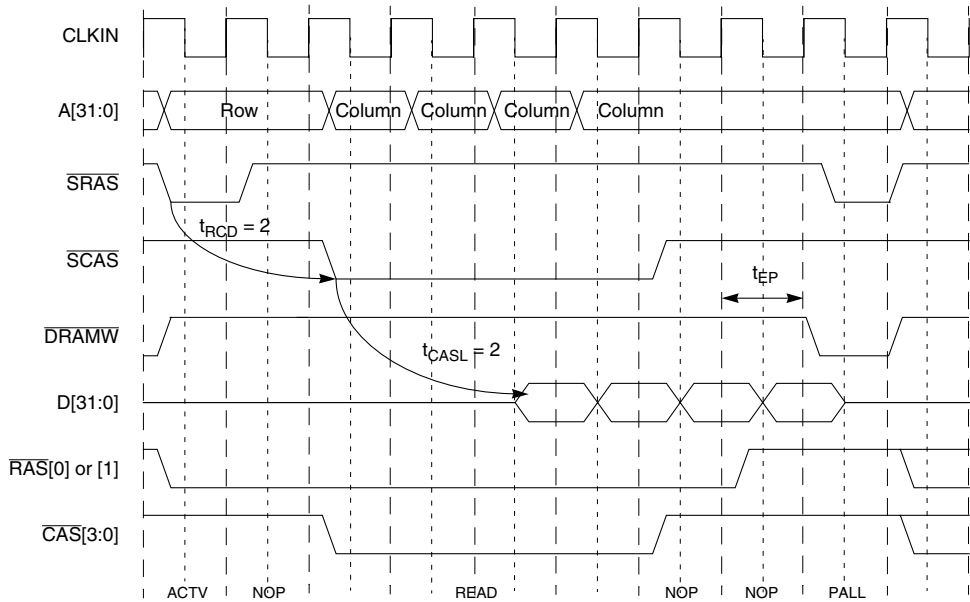 CLKIN
A[31:0]
Row Column Column Column Column
SRAS
tRCD = 2
SCAS
tEP
DRAMW
tCASL = 2
D[31:0]
RAS[0] or [1]
CAS[3:0]
ACTV NOP READ NOP NOP PALL